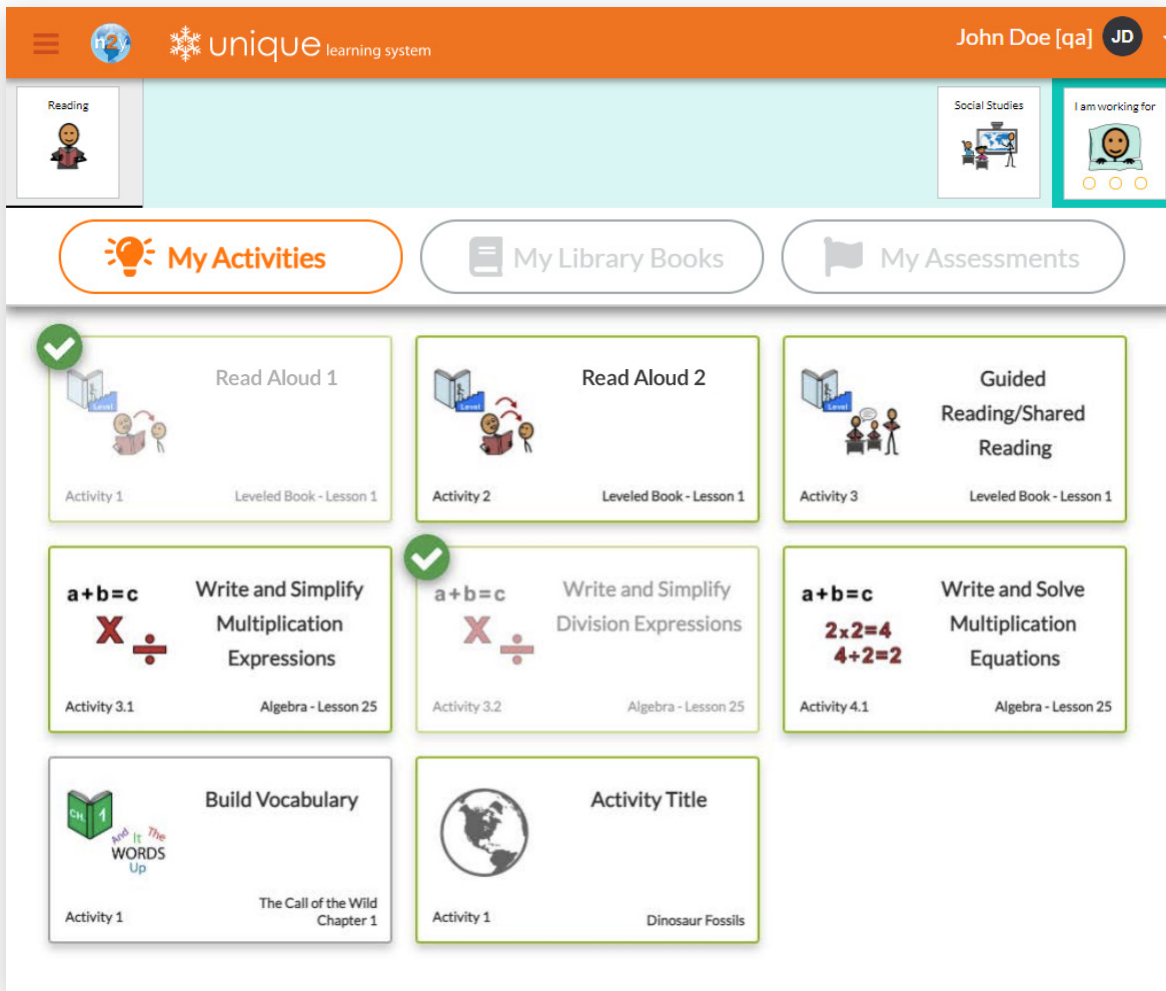 n2y
unique learning system
John Doe [qa]
JD
Reading
Social Studies
I am working for
My Activities
My Library Books
My Assessments
Read Aloud 1
Level
Activity 1
Leveled Book - Lesson 1
Read Aloud 2
Level
Activity 2
Leveled Book - Lesson 1
Guided
Reading/Shared
Reading
Level
Activity 3
Leveled Book - Lesson 1
a+b=c
X ÷
Write and Simplify
Multiplication
Expressions
Activity 3.1
Algebra - Lesson 25
a+b=c
X ÷
Write and Simplify
Division Expressions
Activity 3.2
Algebra - Lesson 25
a+b=c
2x2=4
4÷2=2
Write and Solve
Multiplication
Equations
Activity 4.1
Algebra - Lesson 25
CH. 1
And It The
WORDS
Up
Build Vocabulary
Activity 1
The Call of the Wild
Chapter 1
Activity Title
Activity 1
Dinosaur Fossils